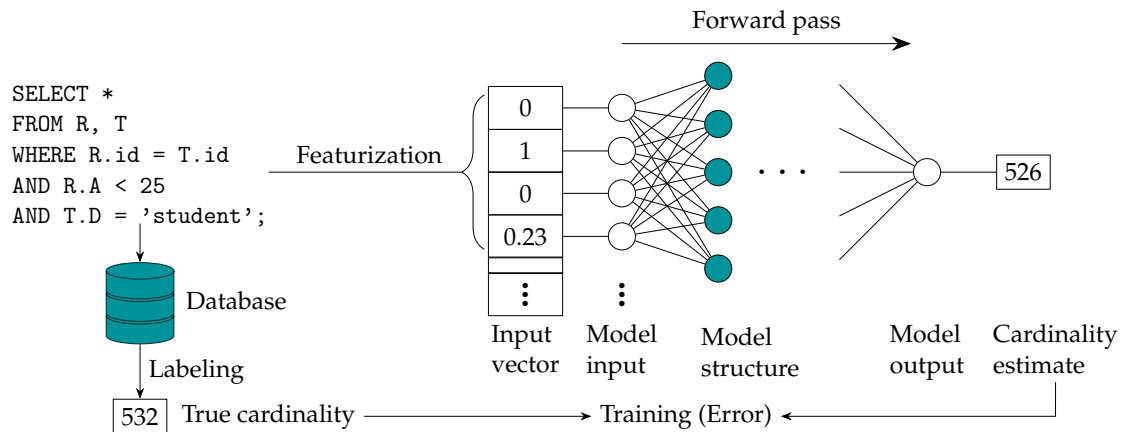 Forward pass
SELECT *
FROM R, T
WHERE R.id = T.id
AND R.A < 25
AND T.D = 'student';
Featurization
0
1
0
0.23
⋮
⋮
. . .
526
Database
Labeling
532
True cardinality
Input
vector
Model
input
Model
structure
Model
output
Cardinality
estimate
Training (Error)